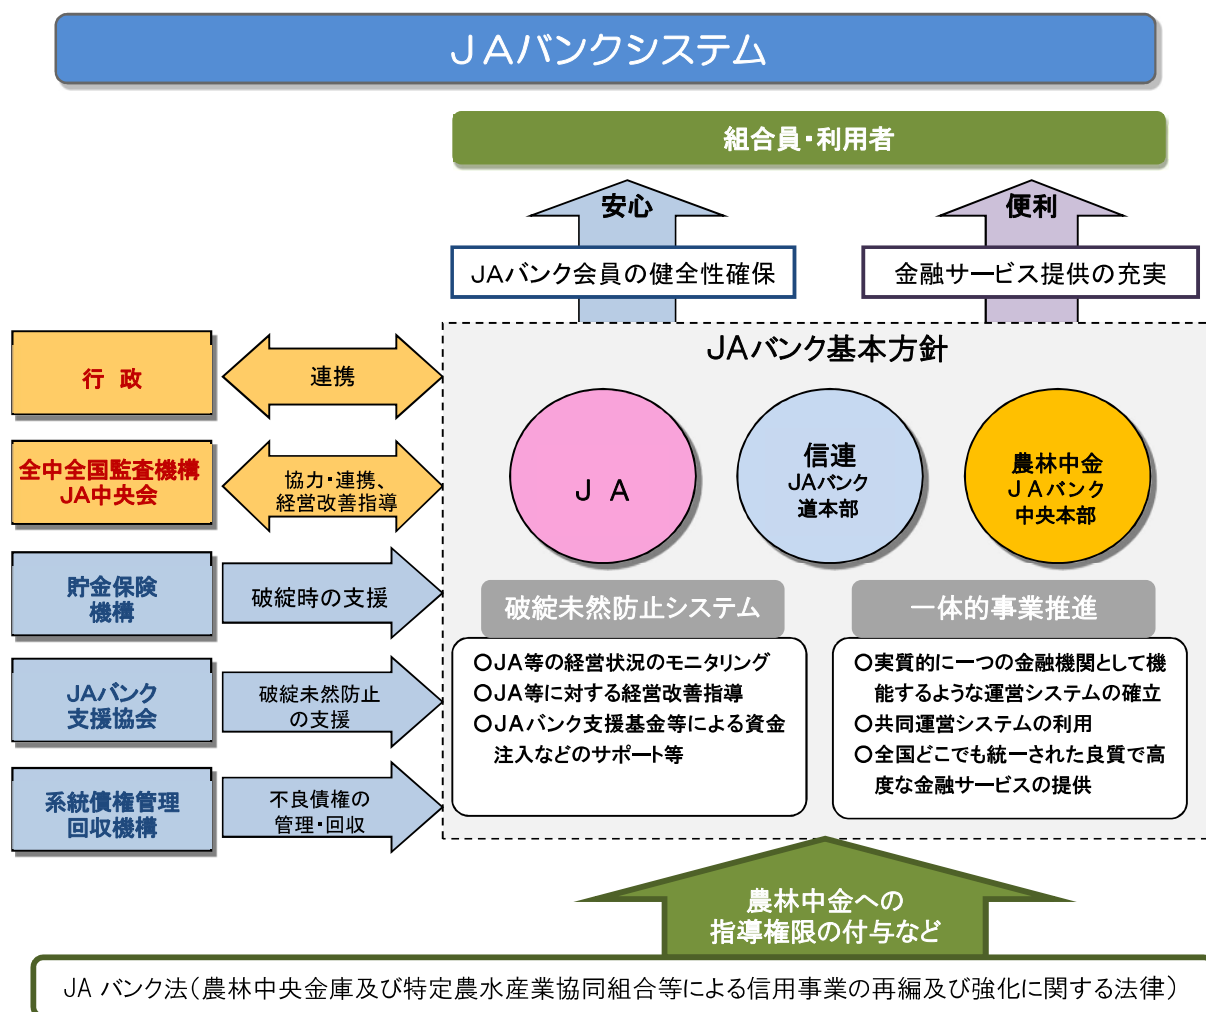 JAバンクシステム
組合員・利用者
安心
便利
JAバンク会員の健全性確保
金融サービス提供の充実
JAバンク基本方針
行 政
連携
全中全国監査機構
JA中央会
協力・連携、
経営改善指導
貯金保険
機構
破綻時の支援
JAバンク
支援協会
破綻未然防止
の支援
系統債権管理
回収機構
不良債権の
管理・回収
J A
信連
JAバンク
道本部
農林中金
JAバンク
中央本部
破綻未然防止システム
○JA等の経営状況のモニタリング
○JA等に対する経営改善指導
○JAバンク支援基金等による資金
注入などのサポート等
一体的事業推進
○実質的に一つの金融機関として機
能するような運営システムの確立
○共同運営システムの利用
○全国どこでも統一された良質で高
度な金融サービスの提供
農林中金への
指導権限の付与など
JA バンク法(農林中央金庫及び特定農水産業協同組合等による信用事業の再編及び強化に関する法律)